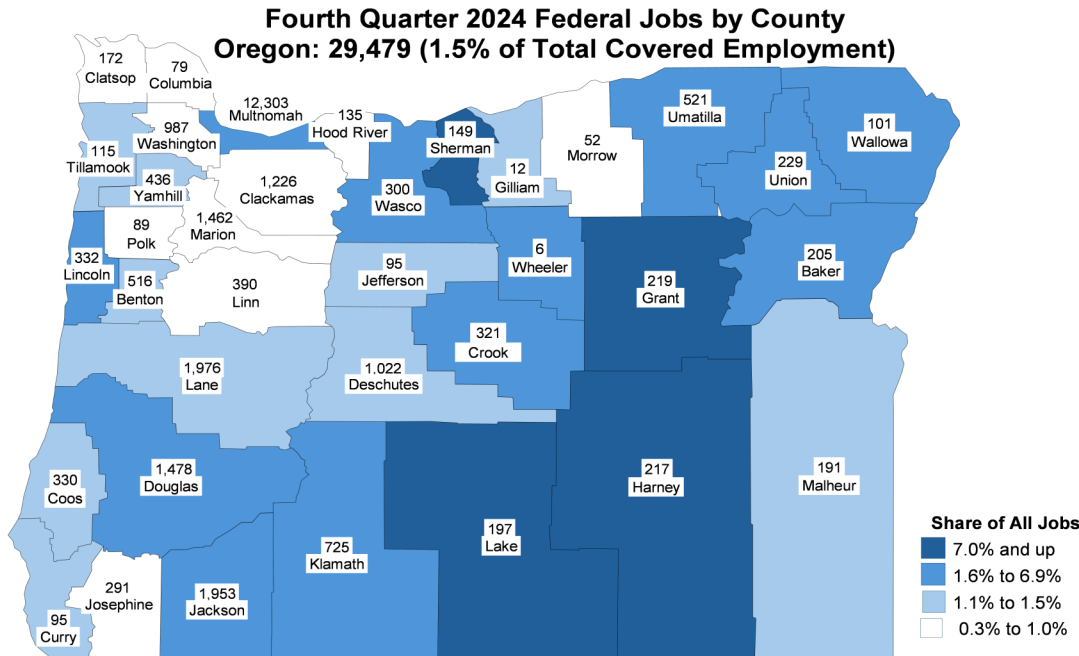 Fourth Quarter 2024 Federal Jobs by County
Oregon: 29,479 (1.5% of Total Covered Employment)
172
Clatsop
79
Columbia
12,303
Multnomah
135
Hood River
149
Sherman
987
Washington
115
Tillamook
436
Yamhill
1,226
Clackamas
300
Wasco
12
Gilliam
52
Morrow
521
Umatilla
229
Union
101
Wallowa
89
Polk
1,462
Marion
332
Lincoln
516
Benton
390
Linn
95
Jefferson
6
Wheeler
219
Grant
205
Baker
1,976
Lane
1,022
Deschutes
321
Crook
330
Coos
1,478
Douglas
725
Klamath
197
Lake
217
Harney
191
Malheur
95
Curry
291
Josephine
1,953
Jackson
Share of All Jobs
7.0% and up
1.6% to 6.9%
1.1% to 1.5%
0.3% to 1.0%